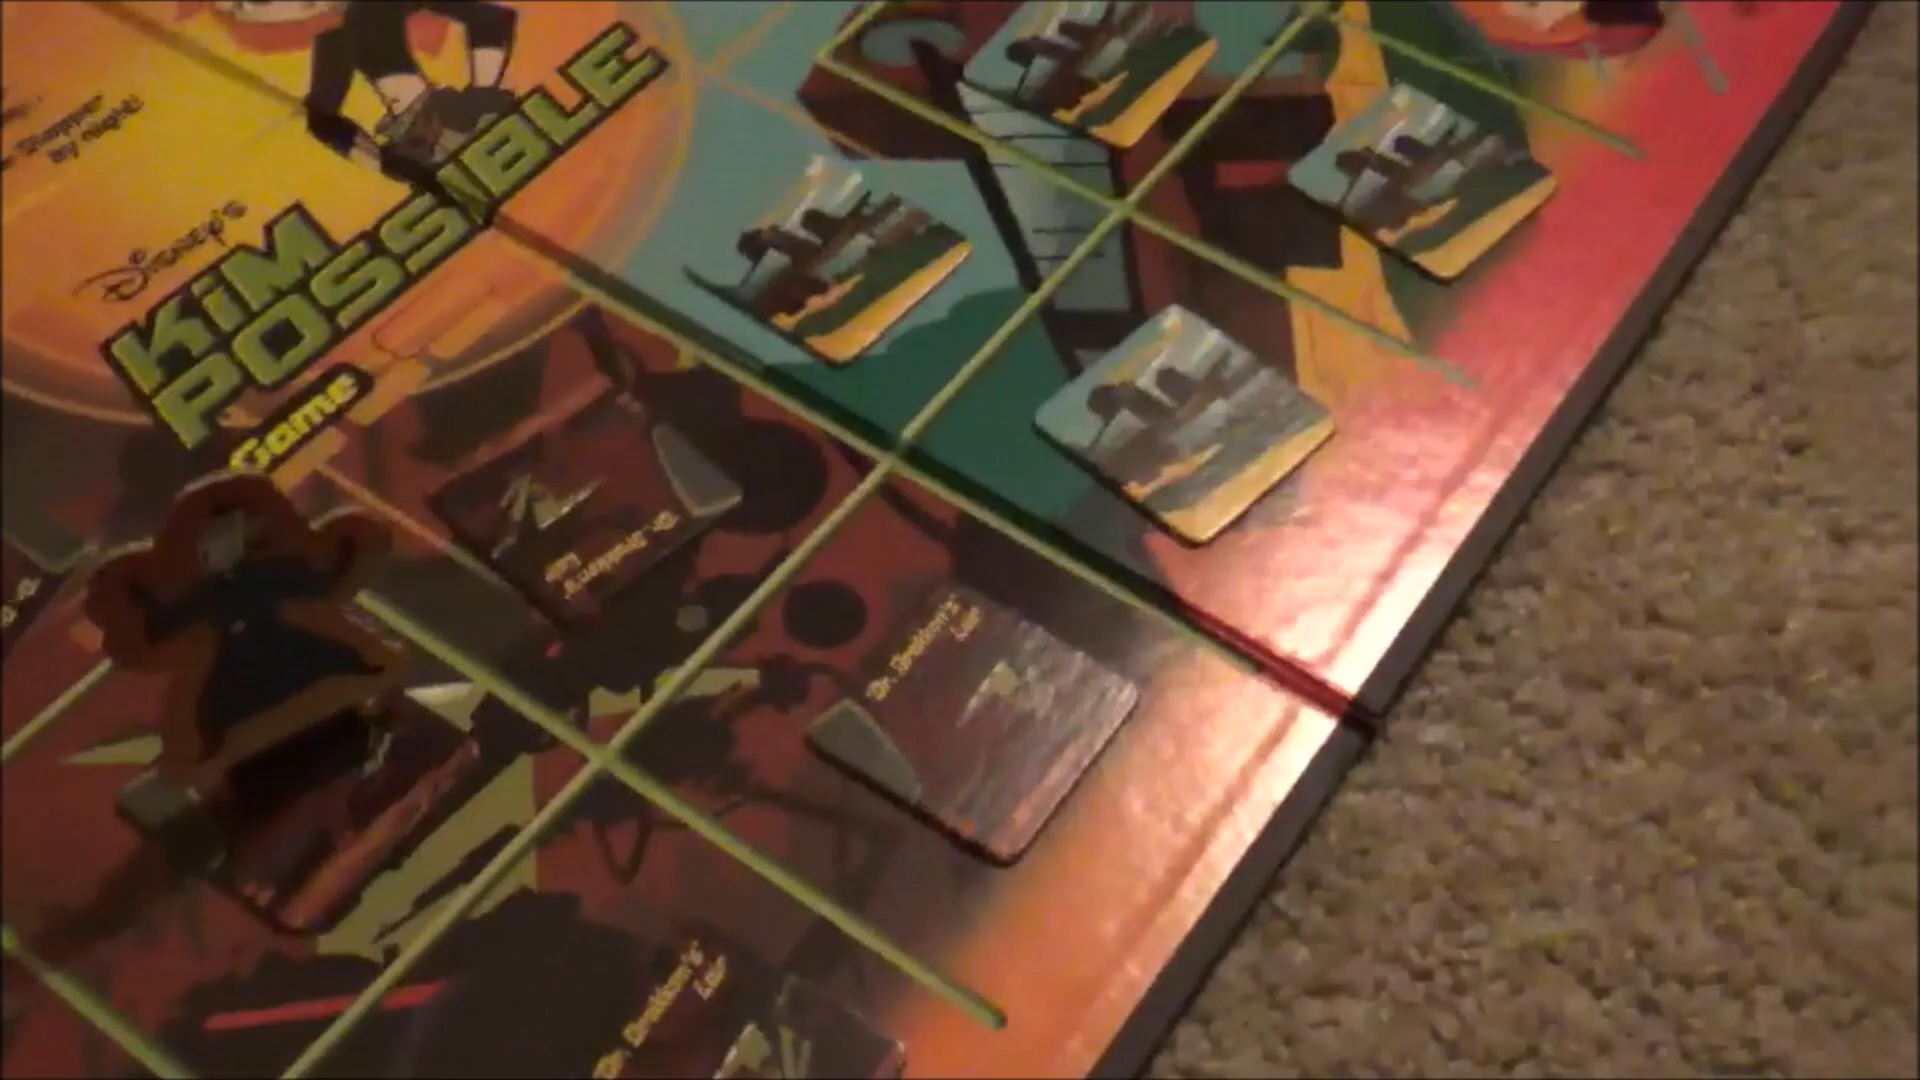 by night!
DISNEY'S
KiM
POSSIBLE
Game
Dr. Drakken's
Lair
Dr. Drakken's
Lair
Dr. Drakken's
Lair